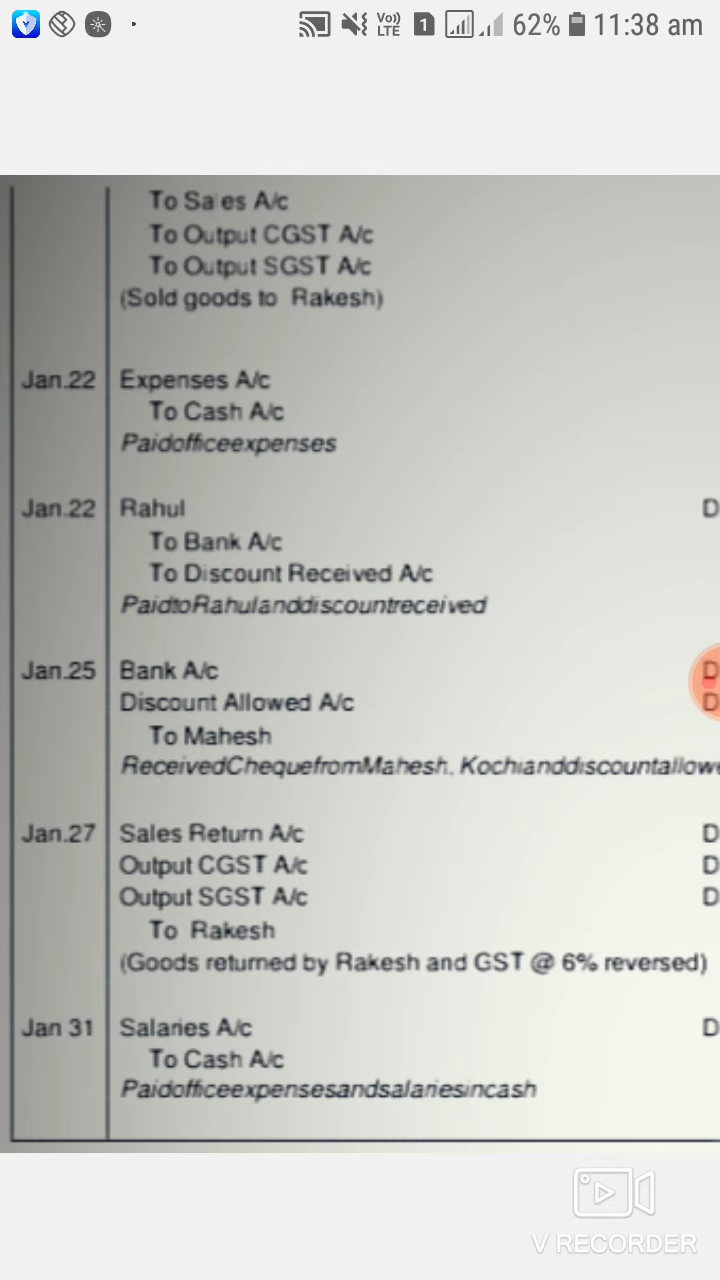 Vo)) LTE 1 62% 11:38 am
To Sales A/c
To Output CGST A/c
To Output SGST A/c
(Sold goods to Rakesh)
Jan.22 Expenses A/c
To Cash A/c
Paidofficeexpenses
Jan.22 Rahul D
To Bank A/c
To Discount Received A/c
PaidtoRahulanddiscountreceived
Jan.25 Bank A/c D
Discount Allowed A/c D
To Mahesh
ReceivedChequefromMahesh, Kochianddiscountallowe
Jan.27 Sales Return A/c D
Output CGST A/c D
Output SGST A/c D
To Rakesh
(Goods returned by Rakesh and GST @ 6% reversed)
Jan 31 Salaries A/c D
To Cash A/c
Paidofficeexpensesandsalariesincash
V RECORDER